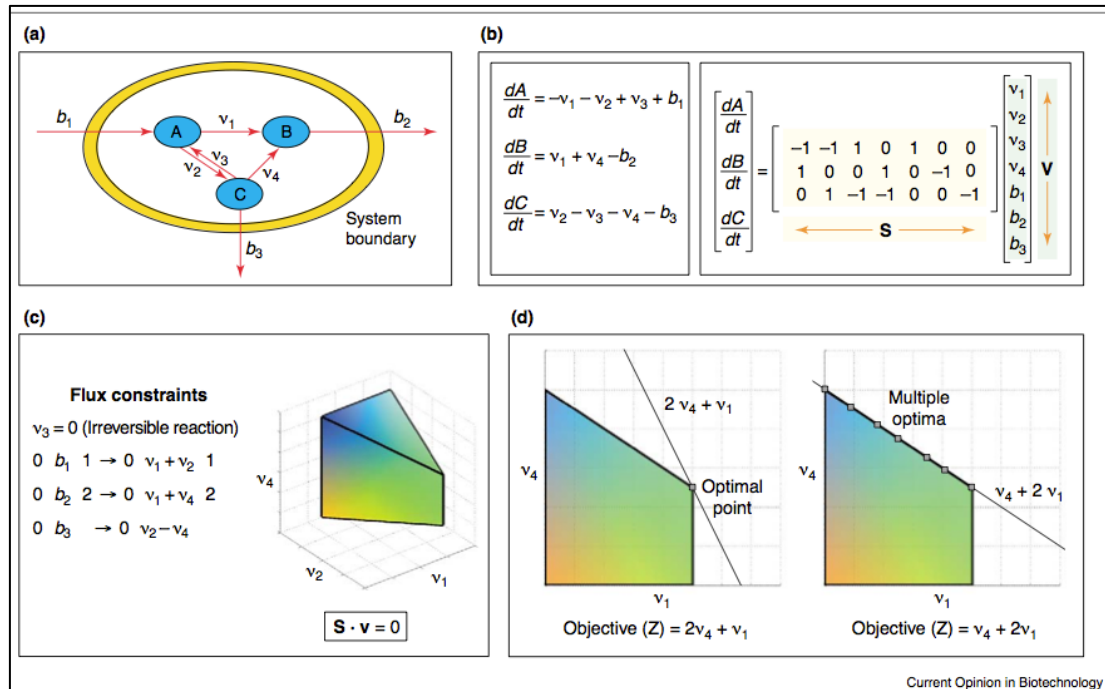 (a)
b1
A
ν1
B
b2
ν3
ν2
ν4
C
System
boundary
b3
(b)
dA/dt = –ν1 – ν2 + ν3 + b1
dB/dt = ν1 + ν4 – b2
dC/dt = ν2 – ν3 – ν4 – b3
dA/dt
dB/dt
dC/dt
=
–1 –1 1 0 1 0 0
1 0 0 1 0 –1 0
0 1 –1 –1 0 0 –1
S
ν1
ν2
ν3
ν4
b1
b2
b3
V
(c)
Flux constraints
ν3 = 0 (Irreversible reaction)
0 b1 1 → 0 ν1 + ν2 1
0 b2 2 → 0 ν1 + ν4 2
0 b3 → 0 ν2 – ν4
ν4
ν2
ν1
S · v = 0
(d)
2 ν4 + ν1
ν4
Optimal
point
ν1
Objective (Z) = 2ν4 + ν1
Multiple
optima
ν4
ν4 + 2 ν1
ν1
Objective (Z) = ν4 + 2ν1
Current Opinion in Biotechnology